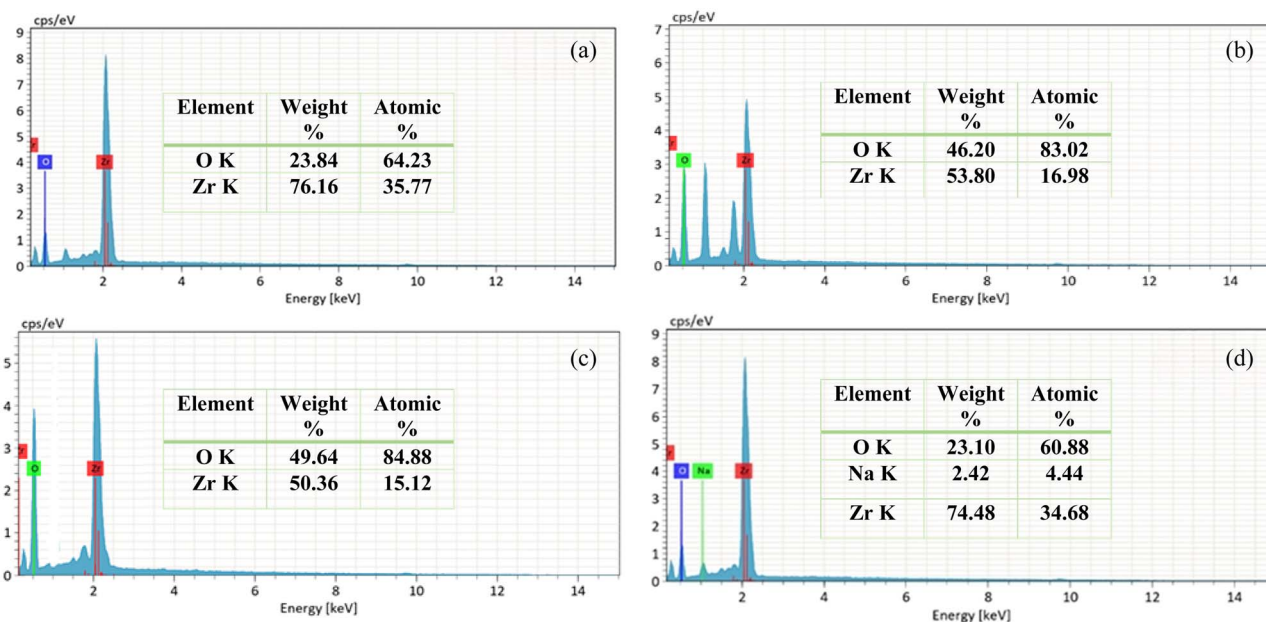 cps/eV
9
8
7
6
5
4
3
2
1
0
(a)
Element Weight % Atomic %
O K 23.84 64.23
Zr K 76.16 35.77
O
Zr
2 4 6 8 10 12 14
Energy [keV]
cps/eV
7
6
5
4
3
2
1
0
(b)
Element Weight % Atomic %
O K 46.20 83.02
Zr K 53.80 16.98
O
Zr
2 4 6 8 10 12 14
Energy [keV]
cps/eV
5
4
3
2
1
0
(c)
Element Weight % Atomic %
O K 49.64 84.88
Zr K 50.36 15.12
O
Zr
2 4 6 8 10 12 14
Energy [keV]
cps/eV
9
8
7
6
5
4
3
2
1
0
(d)
Element Weight % Atomic %
O K 23.10 60.88
Na K 2.42 4.44
Zr K 74.48 34.68
O
Na
Zr
2 4 6 8 10 12 14
Energy [keV]